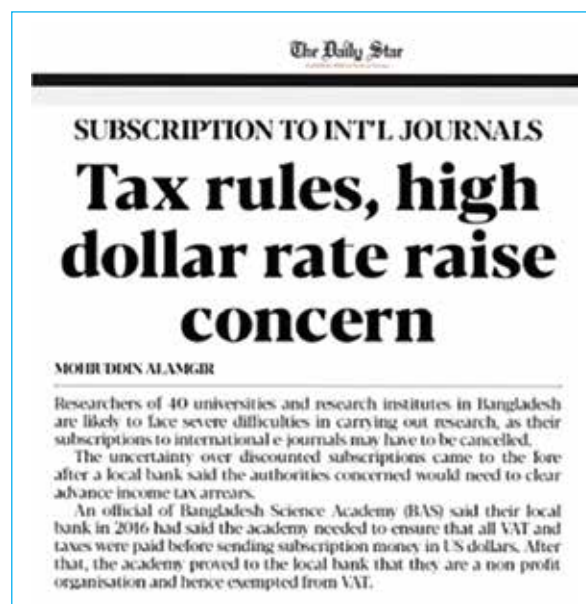 The Daily Star
SUBSCRIPTION TO INT'L JOURNALS
Tax rules, high
dollar rate raise
concern
MOHIUDDIN ALAMGIR
Researchers of 40 universities and research institutes in Bangladesh
are likely to face severe difficulties in carrying out research, as their
subscriptions to international e-journals may have to be cancelled.
The uncertainty over discounted subscriptions came to the fore
after a local bank said the authorities concerned would need to clear
advance income tax arrears.
An official of Bangladesh Science Academy (BAS) said their local
bank in 2016 had said the academy needed to ensure that all VAT and
taxes were paid before sending subscription money in US dollars. After
that, the academy proved to the local bank that they are a non profit
organisation and hence exempted from VAT.